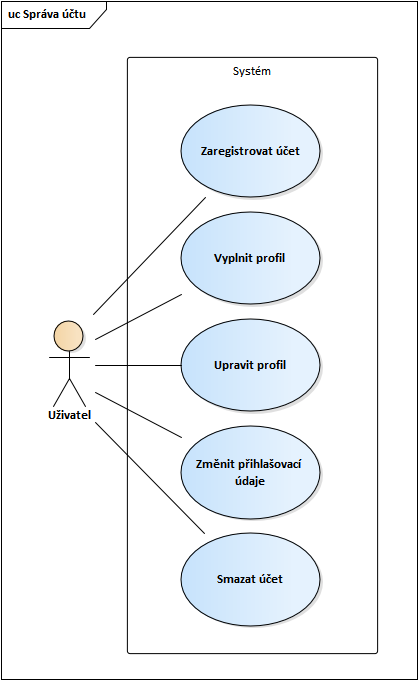 uc Správa účtu
Systém
Zaregistrovat účet
Vyplnit profil
Upravit profil
Uživatel
Změnit přihlašovací
údaje
Smazat účet